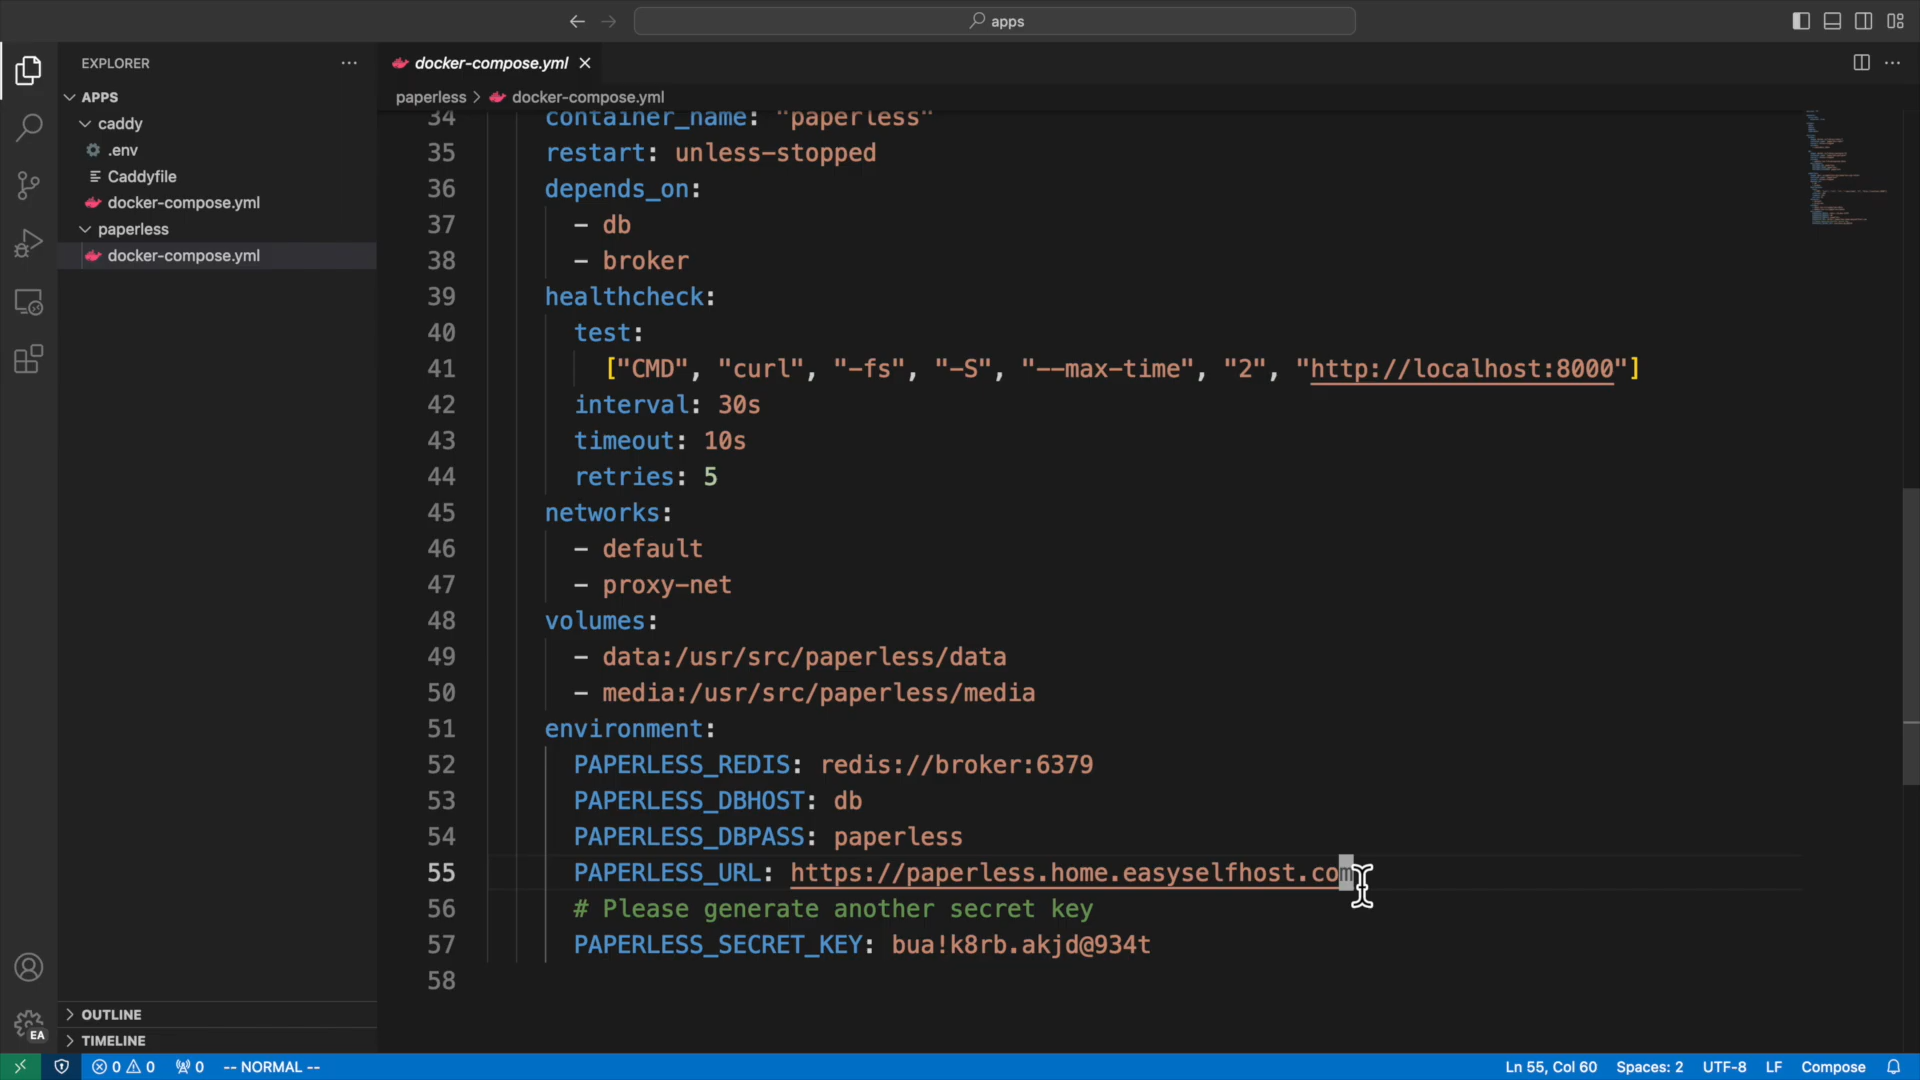 apps
EXPLORER
APPS
caddy
.env
Caddyfile
docker-compose.yml
paperless
docker-compose.yml
OUTLINE
TIMELINE
docker-compose.yml
paperless > docker-compose.yml
34 container_name: "paperless"
35 restart: unless-stopped
36 depends_on:
37 - db
38 - broker
39 healthcheck:
40 test:
41 ["CMD", "curl", "-fs", "-S", "--max-time", "2", "http://localhost:8000"]
42 interval: 30s
43 timeout: 10s
44 retries: 5
45 networks:
46 - default
47 - proxy-net
48 volumes:
49 - data:/usr/src/paperless/data
50 - media:/usr/src/paperless/media
51 environment:
52 PAPERLESS_REDIS: redis://broker:6379
53 PAPERLESS_DBHOST: db
54 PAPERLESS_DBPASS: paperless
55 PAPERLESS_URL: https://paperless.home.easyselfhost.com
56 # Please generate another secret key
57 PAPERLESS_SECRET_KEY: bua!k8rb.akjd@934t
58
EA
0 0 0 -- NORMAL -- Ln 55, Col 60 Spaces: 2 UTF-8 LF Compose